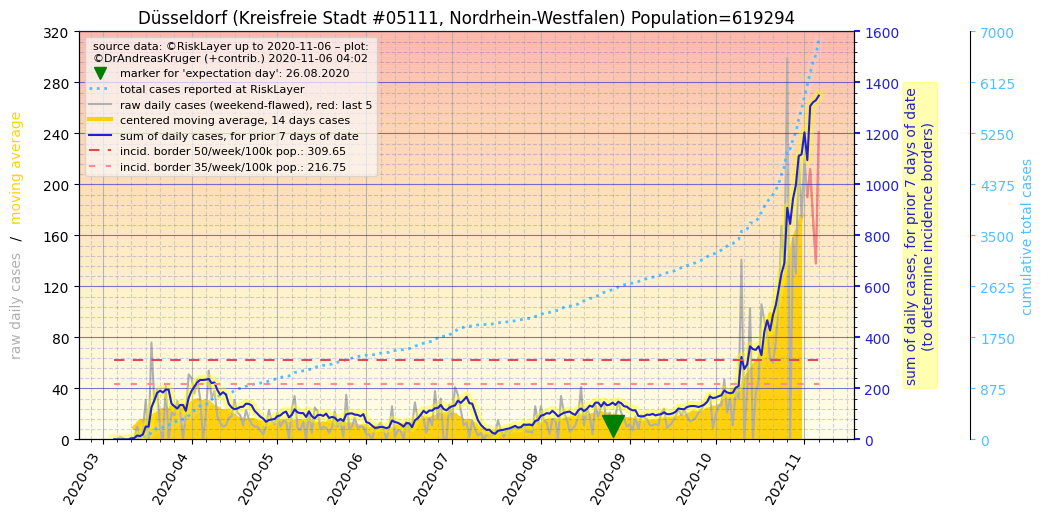 Düsseldorf (Kreisfreie Stadt #05111, Nordrhein-Westfalen) Population=619294
source data: ©RiskLayer up to 2020-11-06 – plot:
©DrAndreasKruger (+contrib.) 2020-11-06 04:02
marker for 'expectation day': 26.08.2020
total cases reported at RiskLayer
raw daily cases (weekend-flawed), red: last 5
centered moving average, 14 days cases
sum of daily cases, for prior 7 days of date
incid. border 50/week/100k pop.: 309.65
incid. border 35/week/100k pop.: 216.75
raw daily cases / moving average
320
280
240
200
160
120
80
40
0
2020-03
2020-04
2020-05
2020-06
2020-07
2020-08
2020-09
2020-10
2020-11
1600
1400
1200
1000
800
600
400
200
0
sum of daily cases, for prior 7 days of date
(to determine incidence borders)
7000
6125
5250
4375
3500
2625
1750
875
0
cumulative total cases